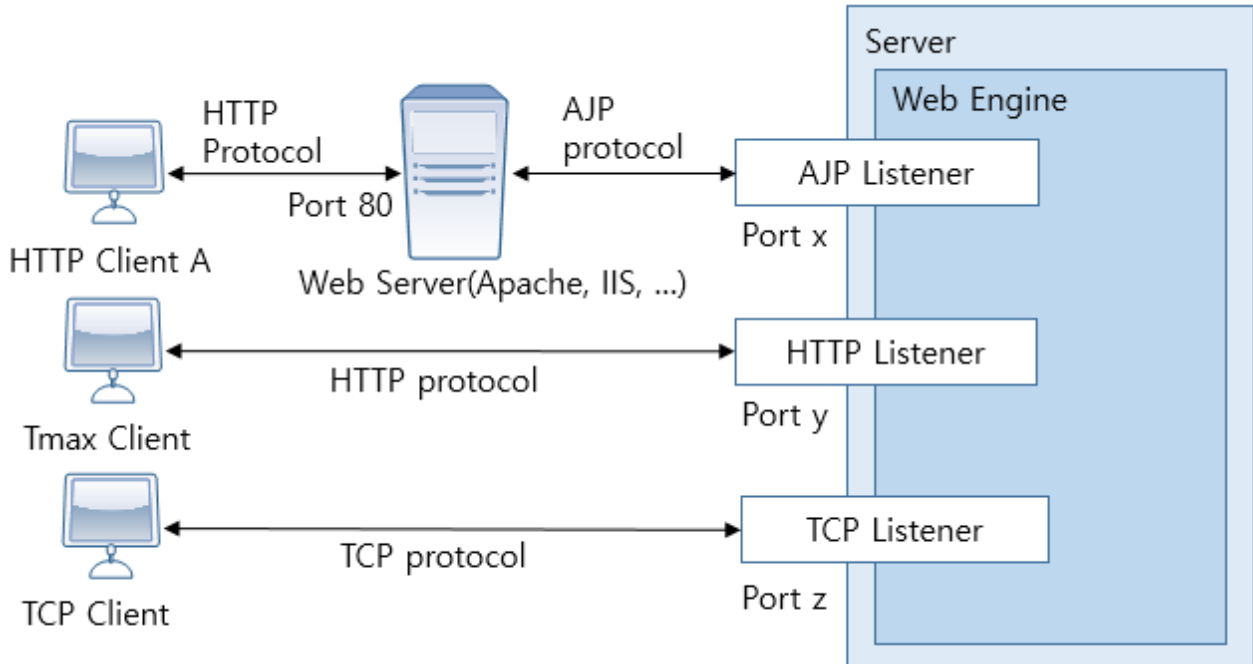 Server
Web Engine
HTTP
Protocol
AJP
protocol
AJP Listener
Port 80
Port x
HTTP Client A
Web Server(Apache, IIS, ...)
HTTP Listener
HTTP protocol
Port y
Tmax Client
TCP Listener
TCP protocol
Port z
TCP Client